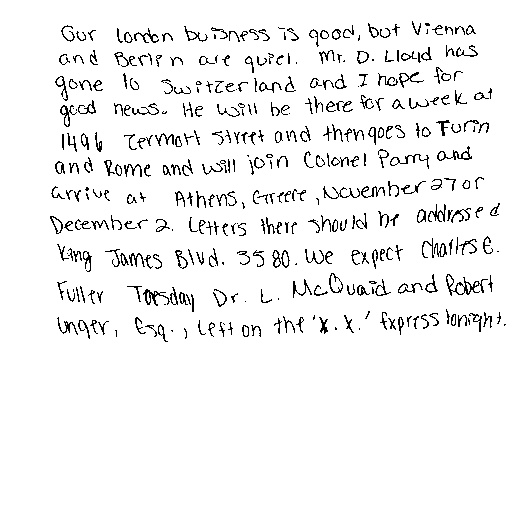 Our london buisness is good, but Vienna
and Berlin are quiet. Mr. D. Lloyd has
gone to Switzerland and I hope for
good news. He will be there for a week at
1496 Zermott Street and then goes to Turin
and Rome and will join Colonel Parry and
arrive at Athens, Greece, November 27 or
December 2. Letters there should be addressed
King James Blvd. 3580. We expect Charles E.
Fuller Tuesday Dr. L. McQuaid and Robert
Unger, Esq., left on the 'X.X.' Express tonight.